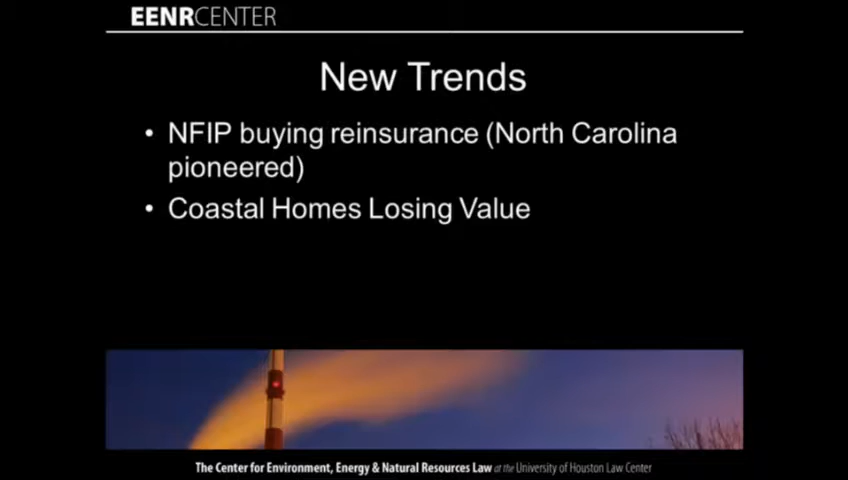 EENRCENTER
New Trends
• NFIP buying reinsurance (North Carolina
pioneered)
• Coastal Homes Losing Value
The Center for Environment, Energy & Natural Resources Law at the University of Houston Law Center